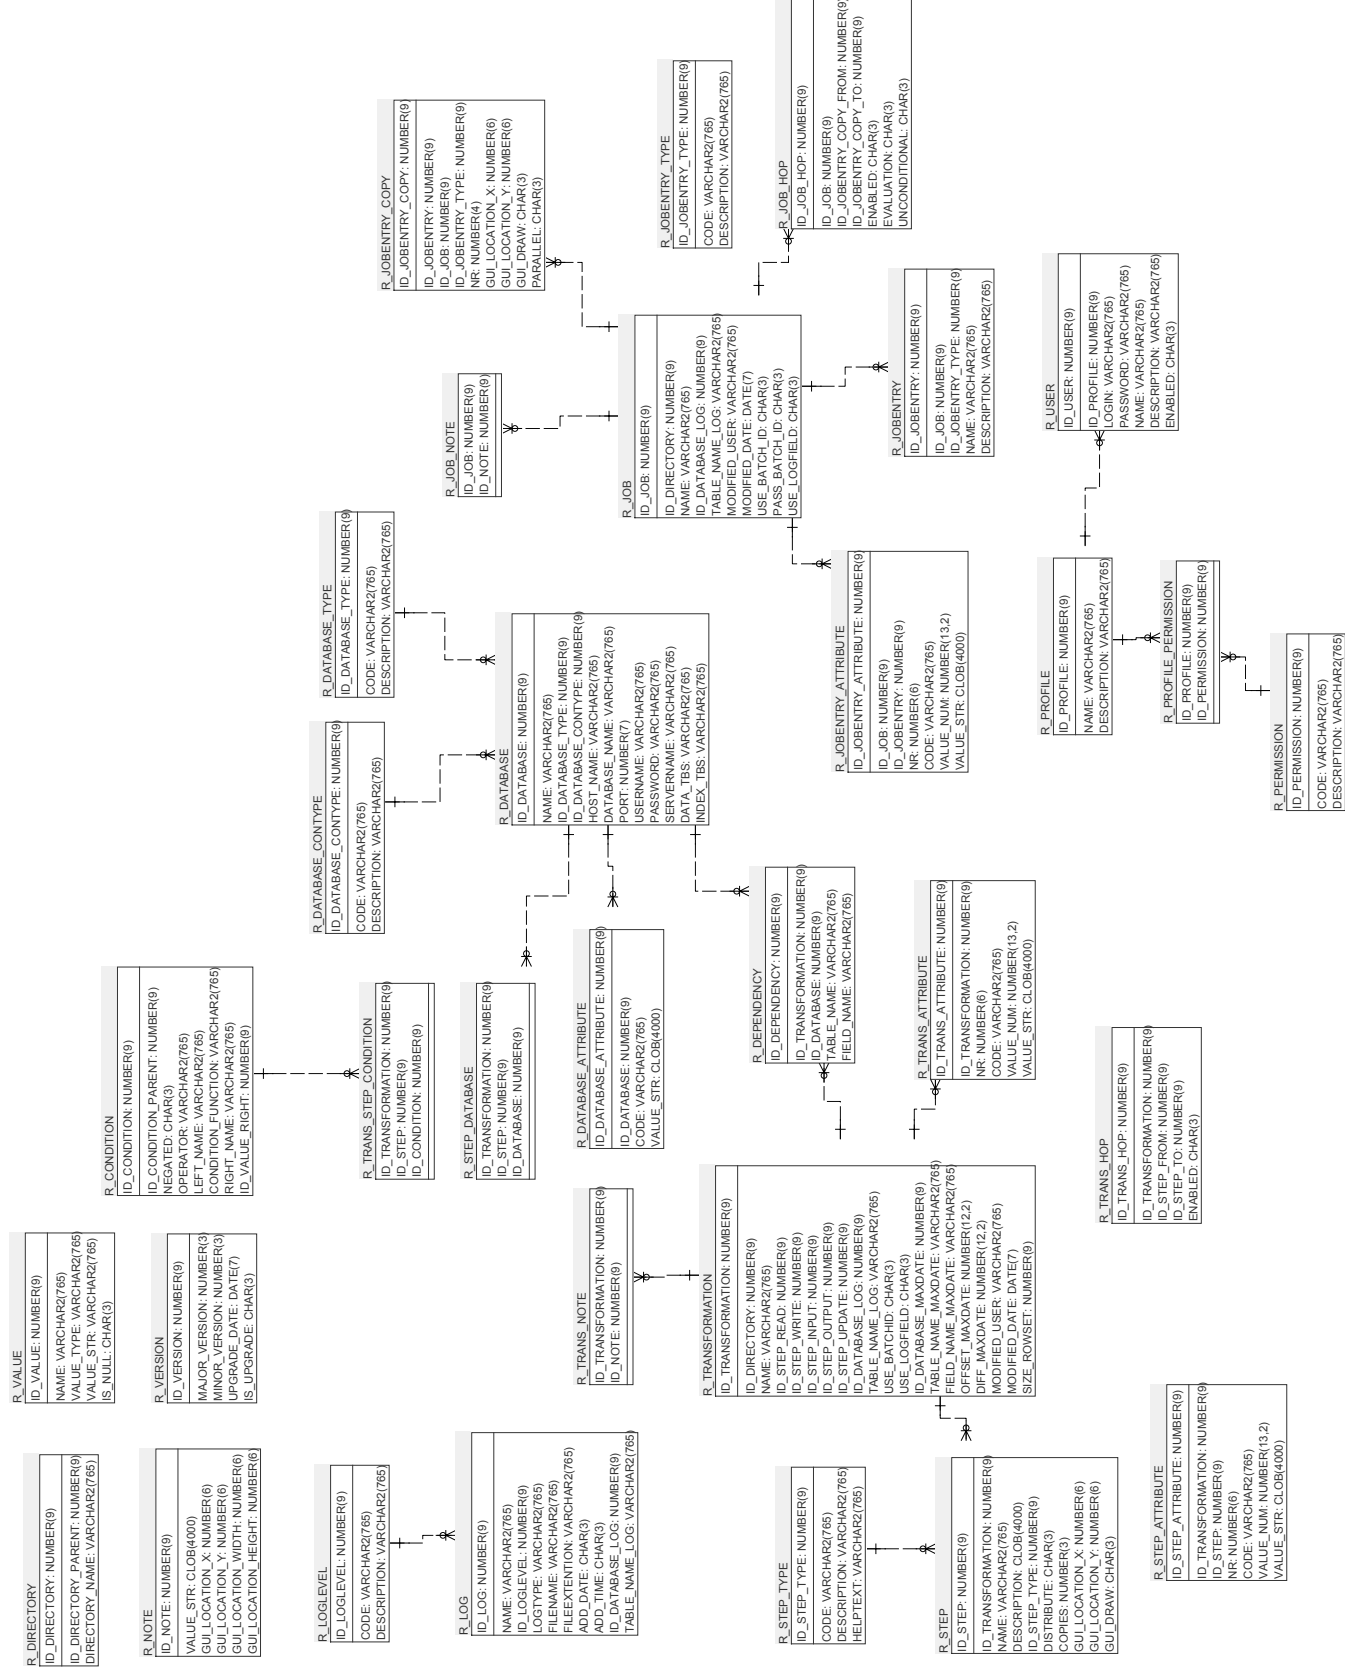 R_DIRECTORY
ID_DIRECTORY: NUMBER(9)
ID_DIRECTORY_PARENT: NUMBER(9)
DIRECTORY_NAME: VARCHAR2(765)
R_VALUE
ID_VALUE: NUMBER(9)
NAME: VARCHAR2(765)
VALUE_TYPE: VARCHAR2(765)
VALUE_STR: VARCHAR2(765)
IS_NULL: CHAR(3)
R_NOTE
ID_NOTE: NUMBER(9)
VALUE_STR: CLOB(4000)
GUI_LOCATION_X: NUMBER(6)
GUI_LOCATION_Y: NUMBER(6)
GUI_LOCATION_WIDTH: NUMBER(6)
GUI_LOCATION_HEIGHT: NUMBER(6)
R_VERSION
ID_VERSION: NUMBER(9)
MAJOR_VERSION: NUMBER(3)
MINOR_VERSION: NUMBER(3)
UPGRADE_DATE: DATE(7)
IS_UPGRADE: CHAR(3)
R_CONDITION
ID_CONDITION: NUMBER(9)
ID_CONDITION_PARENT: NUMBER(9)
NEGATED: CHAR(3)
OPERATOR: VARCHAR2(765)
LEFT_NAME: VARCHAR2(765)
CONDITION_FUNCTION: VARCHAR2(765)
RIGHT_NAME: VARCHAR2(765)
ID_VALUE_RIGHT: NUMBER(9)
R_LOGLEVEL
ID_LOGLEVEL: NUMBER(9)
CODE: VARCHAR2(765)
DESCRIPTION: VARCHAR2(765)
R_TRANS_STEP_CONDITION
ID_TRANSFORMATION: NUMBER(9)
ID_STEP: NUMBER(9)
ID_CONDITION: NUMBER(9)
R_DATABASE_CONTYPE
ID_DATABASE_CONTYPE: NUMBER(9)
CODE: VARCHAR2(765)
DESCRIPTION: VARCHAR2(765)
R_DATABASE_TYPE
ID_DATABASE_TYPE: NUMBER(9)
CODE: VARCHAR2(765)
DESCRIPTION: VARCHAR2(765)
R_JOBENTRY_COPY
ID_JOBENTRY_COPY: NUMBER(9)
ID_JOBENTRY: NUMBER(9)
ID_JOB: NUMBER(9)
ID_JOBENTRY_TYPE: NUMBER(9)
NR: NUMBER(4)
GUI_LOCATION_X: NUMBER(6)
GUI_LOCATION_Y: NUMBER(6)
GUI_DRAW: CHAR(3)
PARALLEL: CHAR(3)
R_LOG
ID_LOG: NUMBER(9)
NAME: VARCHAR2(765)
ID_LOGLEVEL: NUMBER(9)
LOGTYPE: VARCHAR2(765)
FILENAME: VARCHAR2(765)
FILEEXTENTION: VARCHAR2(765)
ADD_DATE: CHAR(3)
ADD_TIME: CHAR(3)
ID_DATABASE_LOG: NUMBER(9)
TABLE_NAME_LOG: VARCHAR2(765)
R_STEP_DATABASE
ID_TRANSFORMATION: NUMBER(9)
ID_STEP: NUMBER(9)
ID_DATABASE: NUMBER(9)
R_JOB_NOTE
ID_JOB: NUMBER(9)
ID_NOTE: NUMBER(9)
R_DATABASE
ID_DATABASE: NUMBER(9)
NAME: VARCHAR2(765)
ID_DATABASE_TYPE: NUMBER(9)
ID_DATABASE_CONTYPE: NUMBER(9)
HOST_NAME: VARCHAR2(765)
DATABASE_NAME: VARCHAR2(765)
PORT: NUMBER(7)
USERNAME: VARCHAR2(765)
PASSWORD: VARCHAR2(765)
SERVERNAME: VARCHAR2(765)
DATA_TBS: VARCHAR2(765)
INDEX_TBS: VARCHAR2(765)
R_TRANS_NOTE
ID_TRANSFORMATION: NUMBER(9)
ID_NOTE: NUMBER(9)
R_DATABASE_ATTRIBUTE
ID_DATABASE_ATTRIBUTE: NUMBER(9)
ID_DATABASE: NUMBER(9)
CODE: VARCHAR2(765)
VALUE_STR: CLOB(4000)
R_JOB
ID_JOB: NUMBER(9)
ID_DIRECTORY: NUMBER(9)
NAME: VARCHAR2(765)
ID_DATABASE_LOG: NUMBER(9)
TABLE_NAME_LOG: VARCHAR2(765)
MODIFIED_USER: VARCHAR2(765)
MODIFIED_DATE: DATE(7)
USE_BATCH_ID: CHAR(3)
PASS_BATCH_ID: CHAR(3)
USE_LOGFIELD: CHAR(3)
R_JOBENTRY_TYPE
ID_JOBENTRY_TYPE: NUMBER(9)
CODE: VARCHAR2(765)
DESCRIPTION: VARCHAR2(765)
R_TRANSFORMATION
ID_TRANSFORMATION: NUMBER(9)
ID_DIRECTORY: NUMBER(9)
NAME: VARCHAR2(765)
ID_STEP_READ: NUMBER(9)
ID_STEP_WRITE: NUMBER(9)
ID_STEP_INPUT: NUMBER(9)
ID_STEP_OUTPUT: NUMBER(9)
ID_STEP_UPDATE: NUMBER(9)
ID_DATABASE_LOG: NUMBER(9)
TABLE_NAME_LOG: VARCHAR2(765)
USE_BATCHID: CHAR(3)
USE_LOGFIELD: CHAR(3)
ID_DATABASE_MAXDATE: NUMBER(9)
TABLE_NAME_MAXDATE: VARCHAR2(765)
FIELD_NAME_MAXDATE: VARCHAR2(765)
OFFSET_MAXDATE: NUMBER(12,2)
DIFF_MAXDATE: NUMBER(12,2)
MODIFIED_USER: VARCHAR2(765)
MODIFIED_DATE: DATE(7)
SIZE_ROWSET: NUMBER(9)
R_DEPENDENCY
ID_DEPENDENCY: NUMBER(9)
ID_TRANSFORMATION: NUMBER(9)
ID_DATABASE: NUMBER(9)
TABLE_NAME: VARCHAR2(765)
FIELD_NAME: VARCHAR2(765)
R_STEP_TYPE
ID_STEP_TYPE: NUMBER(9)
CODE: VARCHAR2(765)
DESCRIPTION: VARCHAR2(765)
HELPTEXT: VARCHAR2(765)
R_JOB_HOP
ID_JOB_HOP: NUMBER(9)
ID_JOB: NUMBER(9)
ID_JOBENTRY_COPY_FROM: NUMBER(9)
ID_JOBENTRY_COPY_TO: NUMBER(9)
ENABLED: CHAR(3)
EVALUATION: CHAR(3)
UNCONDITIONAL: CHAR(3)
R_JOBENTRY_ATTRIBUTE
ID_JOBENTRY_ATTRIBUTE: NUMBER(9)
ID_JOB: NUMBER(9)
ID_JOBENTRY: NUMBER(9)
NR: NUMBER(6)
CODE: VARCHAR2(765)
VALUE_NUM: NUMBER(13,2)
VALUE_STR: CLOB(4000)
R_JOBENTRY
ID_JOBENTRY: NUMBER(9)
ID_JOB: NUMBER(9)
ID_JOBENTRY_TYPE: NUMBER(9)
NAME: VARCHAR2(765)
DESCRIPTION: VARCHAR2(765)
R_TRANS_ATTRIBUTE
ID_TRANS_ATTRIBUTE: NUMBER(9)
ID_TRANSFORMATION: NUMBER(9)
NR: NUMBER(6)
CODE: VARCHAR2(765)
VALUE_NUM: NUMBER(13,2)
VALUE_STR: CLOB(4000)
R_STEP
ID_STEP: NUMBER(9)
ID_TRANSFORMATION: NUMBER(9)
NAME: VARCHAR2(765)
DESCRIPTION: CLOB(4000)
ID_STEP_TYPE: NUMBER(9)
DISTRIBUTE: CHAR(3)
COPIES: NUMBER(3)
GUI_LOCATION_X: NUMBER(6)
GUI_LOCATION_Y: NUMBER(6)
GUI_DRAW: CHAR(3)
R_PROFILE
ID_PROFILE: NUMBER(9)
NAME: VARCHAR2(765)
DESCRIPTION: VARCHAR2(765)
R_USER
ID_USER: NUMBER(9)
ID_PROFILE: NUMBER(9)
LOGIN: VARCHAR2(765)
PASSWORD: VARCHAR2(765)
NAME: VARCHAR2(765)
DESCRIPTION: VARCHAR2(765)
ENABLED: CHAR(3)
R_TRANS_HOP
ID_TRANS_HOP: NUMBER(9)
ID_TRANSFORMATION: NUMBER(9)
ID_STEP_FROM: NUMBER(9)
ID_STEP_TO: NUMBER(9)
ENABLED: CHAR(3)
R_STEP_ATTRIBUTE
ID_STEP_ATTRIBUTE: NUMBER(9)
ID_TRANSFORMATION: NUMBER(9)
ID_STEP: NUMBER(9)
NR: NUMBER(6)
CODE: VARCHAR2(765)
VALUE_NUM: NUMBER(13,2)
VALUE_STR: CLOB(4000)
R_PROFILE_PERMISSION
ID_PROFILE: NUMBER(9)
ID_PERMISSION: NUMBER(9)
R_PERMISSION
ID_PERMISSION: NUMBER(9)
CODE: VARCHAR2(765)
DESCRIPTION: VARCHAR2(765)